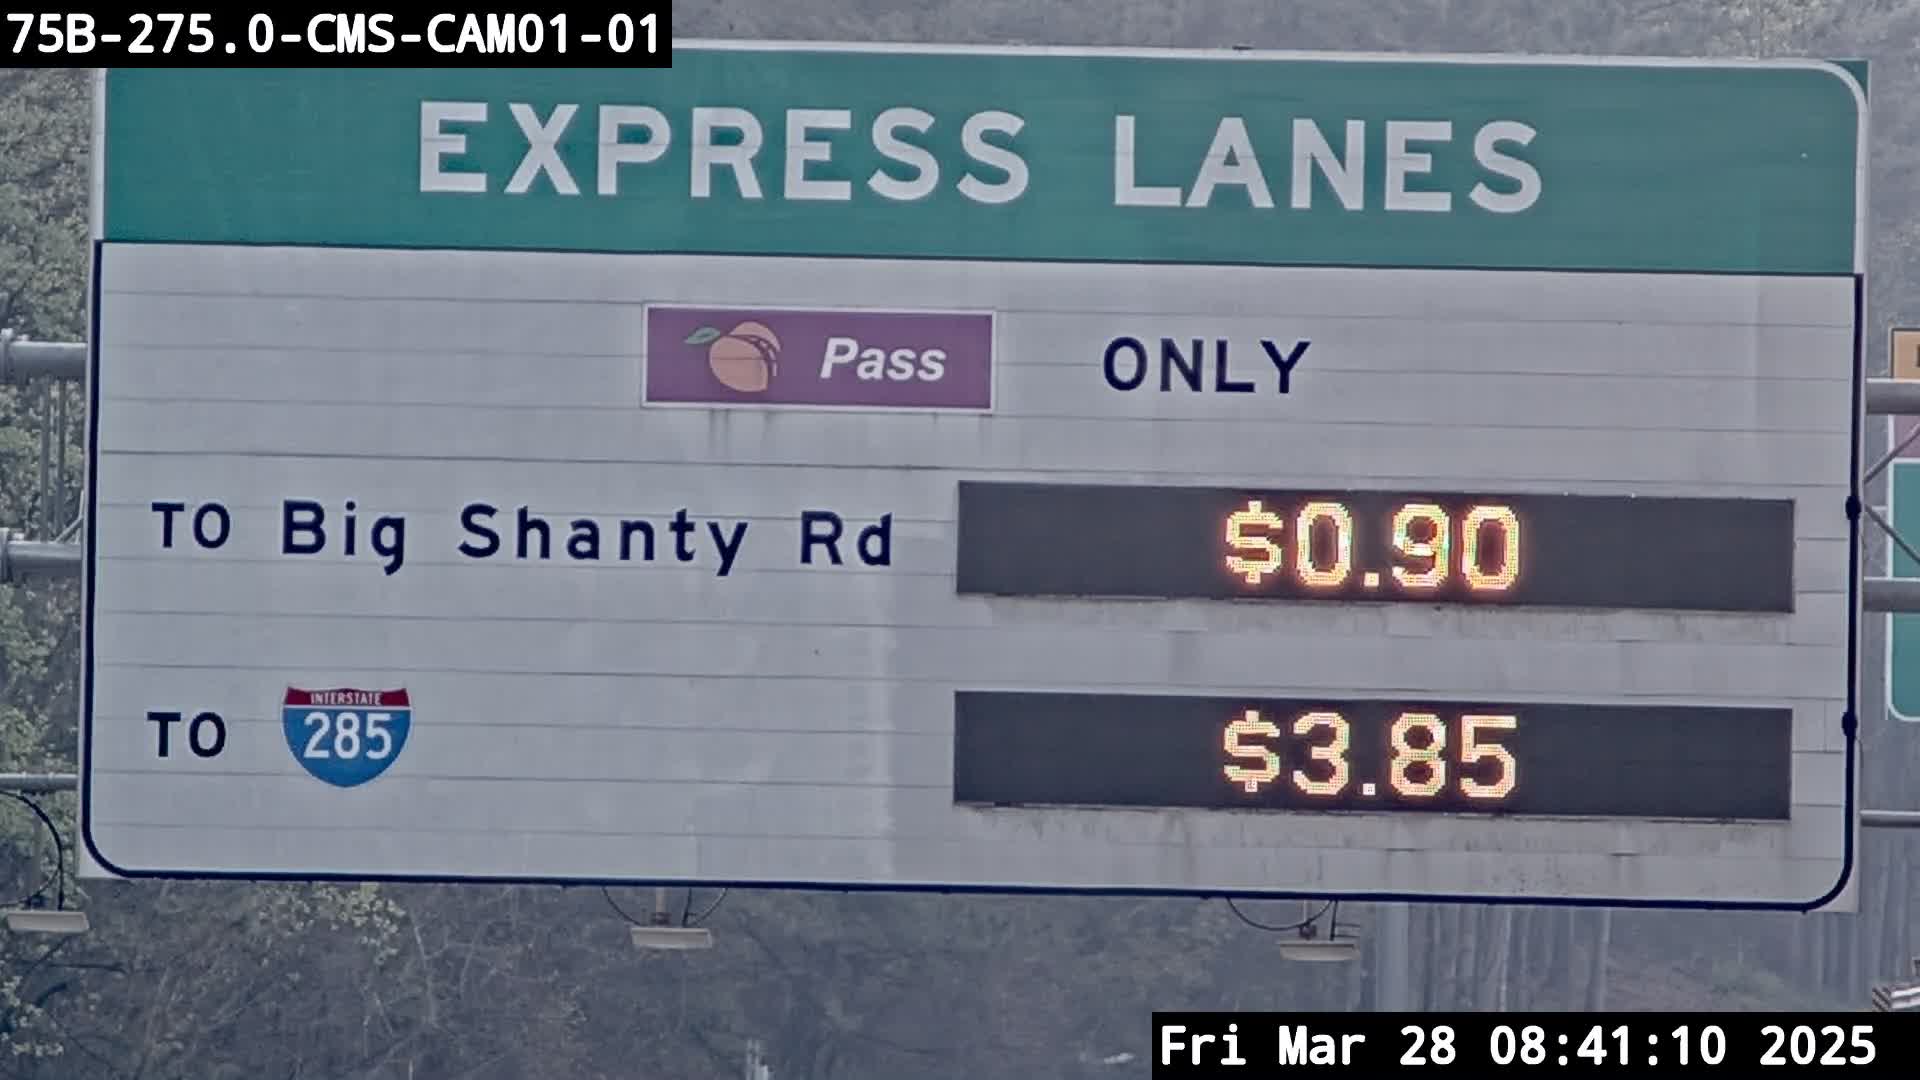 75B-275.0-CMS-CAM01-01
EXPRESS LANES
Pass ONLY
TO Big Shanty Rd $0.90
INTERSTATE
TO 285 $3.85
Fri Mar 28 08:41:10 2025